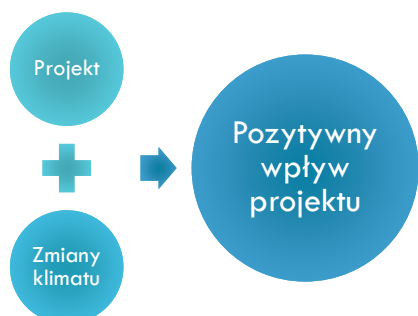 Projekt
Zmiany
klimatu
Pozytywny
wpływ
projektu